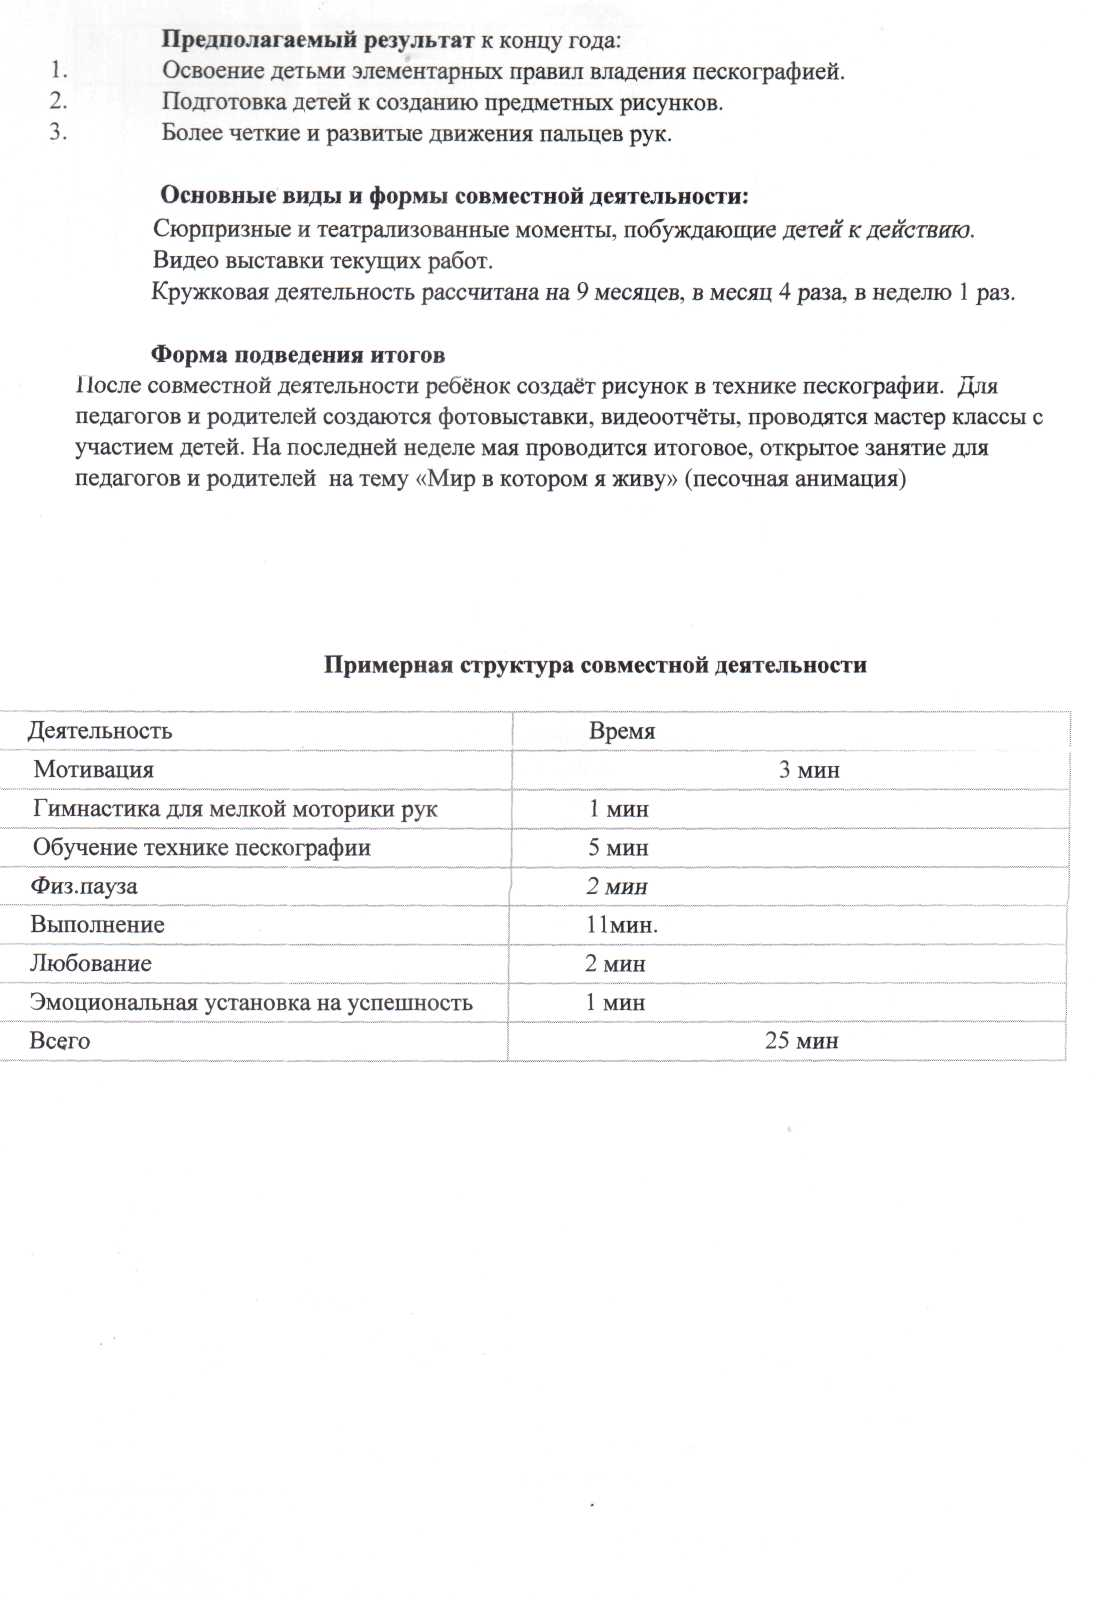 Предполагаемый результат к концу года:
1. Освоение детьми элементарных правил владения пескографией.
2. Подготовка детей к созданию предметных рисунков.
3. Более четкие и развитые движения пальцев рук.
Основные виды и формы совместной деятельности:
Сюрпризные и театрализованные моменты, побуждающие детей к действию.
Видео выставки текущих работ.
Кружковая деятельность рассчитана на 9 месяцев, в месяц 4 раза, в неделю 1 раз.
Форма подведения итогов
После совместной деятельности ребёнок создаёт рисунок в технике пескографии. Для
педагогов и родителей создаются фотовыставки, видеоотчёты, проводятся мастер классы с
участием детей. На последней неделе мая проводится итоговое, открытое занятие для
педагогов и родителей на тему «Мир в котором я живу» (песочная анимация)
Примерная структура совместной деятельности
Деятельность Время
Мотивация 3 мин
Гимнастика для мелкой моторики рук 1 мин
Обучение технике пескографии 5 мин
Физ.пауза 2 мин
Выполнение 11мин.
Любование 2 мин
Эмоциональная установка на успешность 1 мин
Всего 25 мин